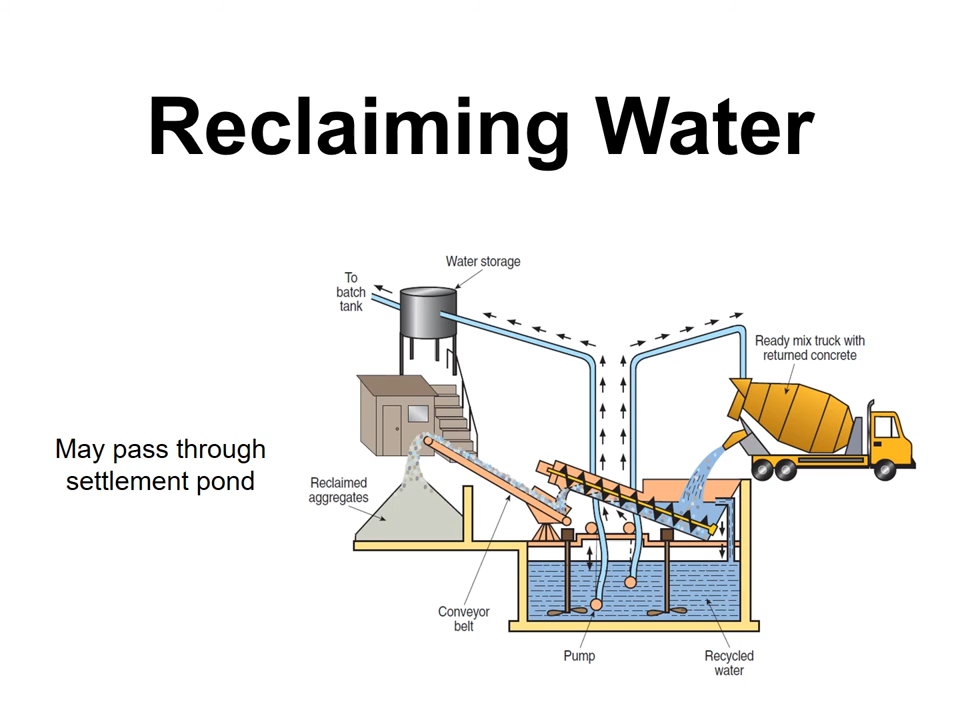 Reclaiming Water
Water storage
To
batch
tank
Ready mix truck with
returned concrete
May pass through
settlement pond
Reclaimed
aggregates
Conveyor
belt
Pump
Recycled
water